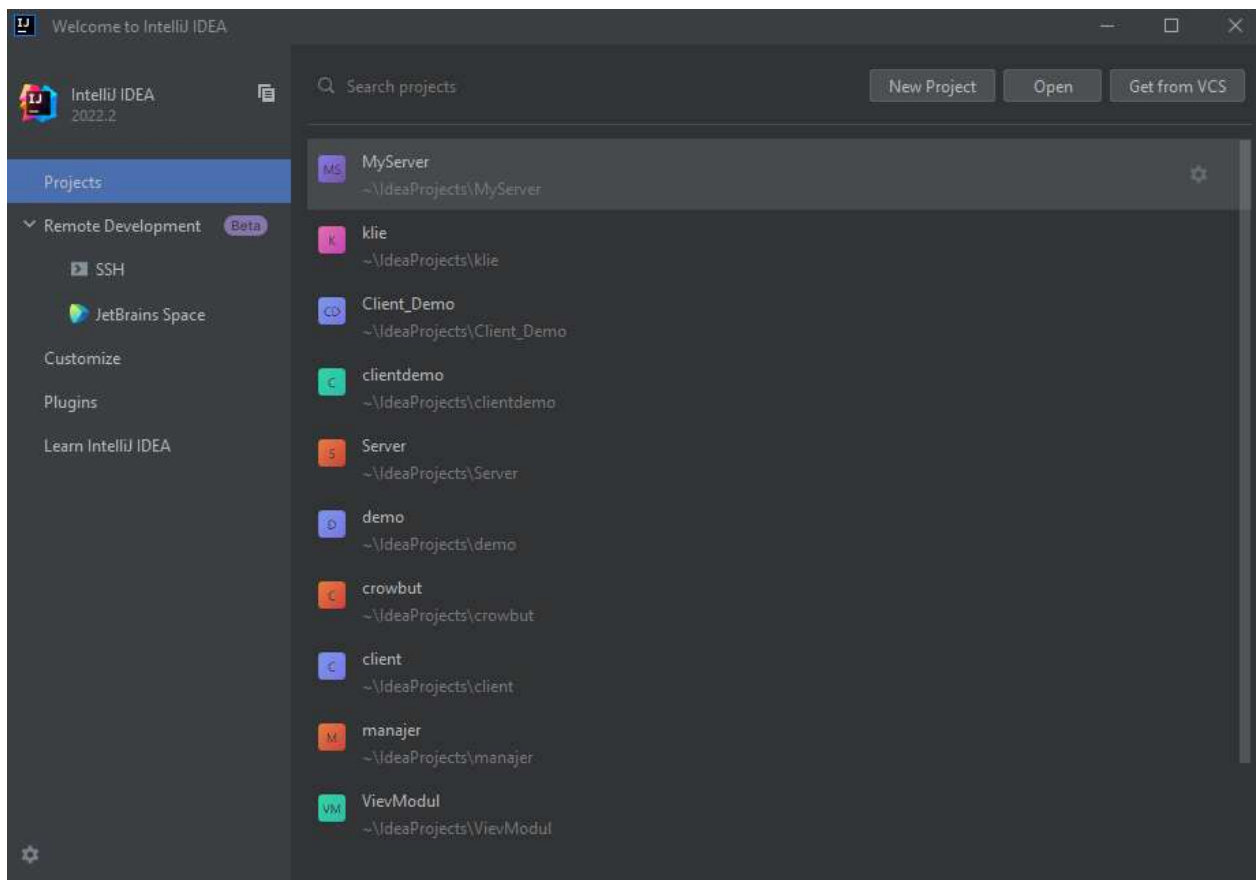 Welcome to IntelliJ IDEA
IntelliJ IDEA
2022.2
Search projects
New Project
Open
Get from VCS
Projects
Remote Development Beta
SSH
JetBrains Space
Customize
Plugins
Learn IntelliJ IDEA
MS
MyServer
~\IdeaProjects\MyServer
K
klie
~\IdeaProjects\klie
CD
Client_Demo
~\IdeaProjects\Client_Demo
C
clientdemo
~\IdeaProjects\clientdemo
S
Server
~\IdeaProjects\Server
D
demo
~\IdeaProjects\demo
C
crowbut
~\IdeaProjects\crowbut
C
client
~\IdeaProjects\client
M
manajer
~\IdeaProjects\manajer
VM
VievModul
~\IdeaProjects\VievModul